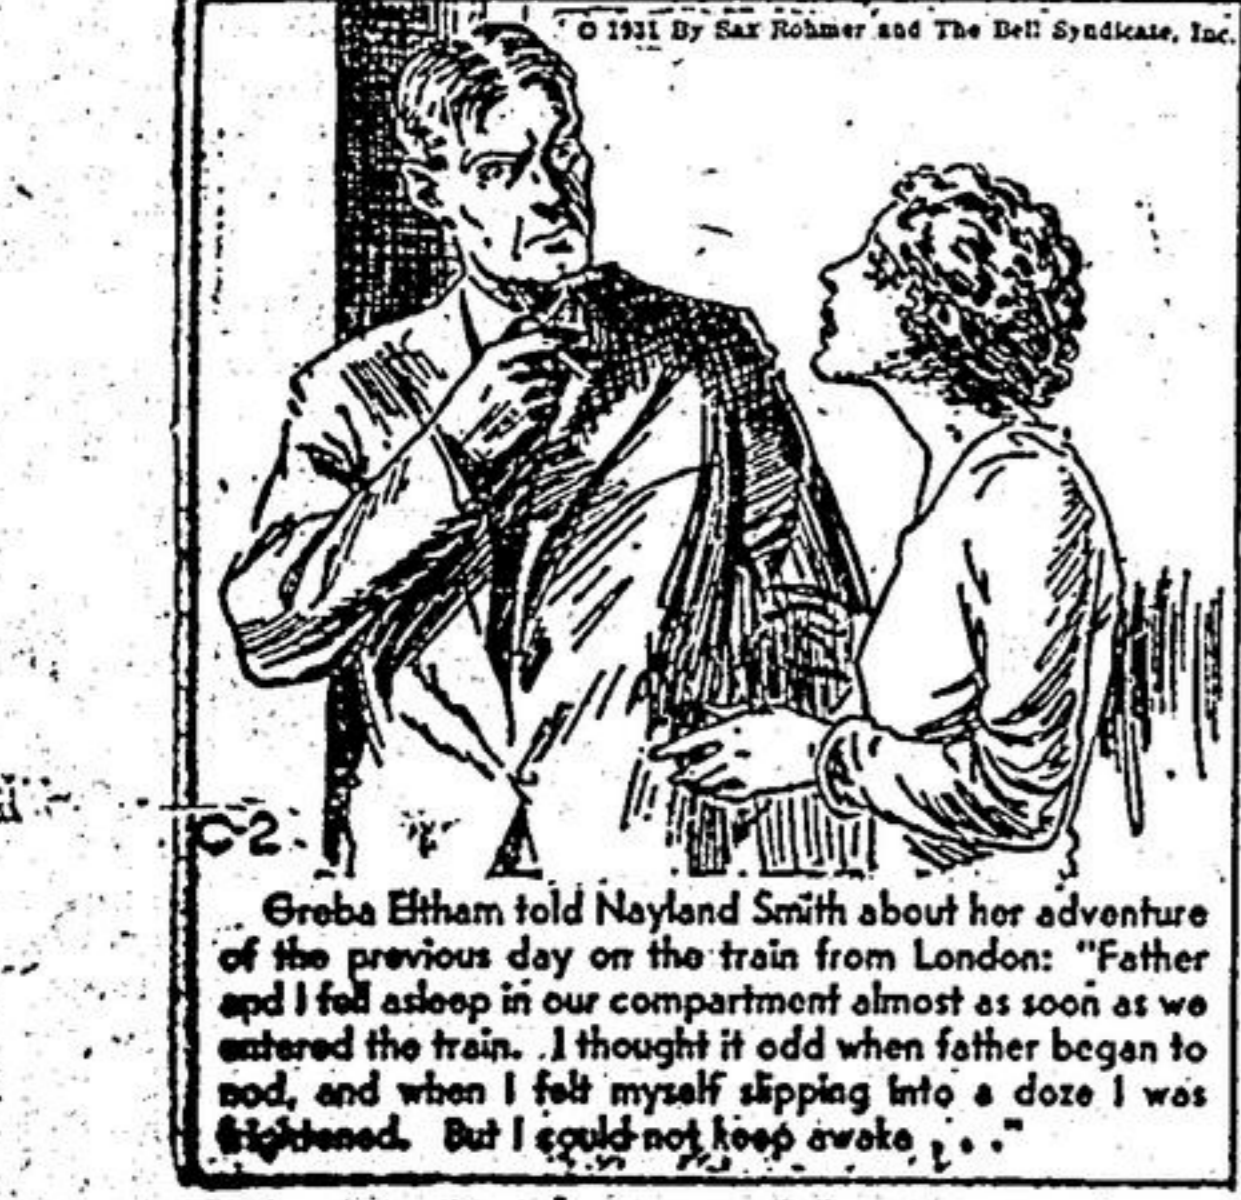 © 1931 By Sax Rohmer and The Bell Syndicate, Inc.
C-2
Greba Eltham told Nayland Smith about her adventure
of the previous day on the train from London: "Father
and I fell asleep in our compartment almost as soon as we
entered the train. . I thought it odd when father began to
nod, and when I felt myself slipping into a doze I was
frightened. But I could not keep awake . . ."